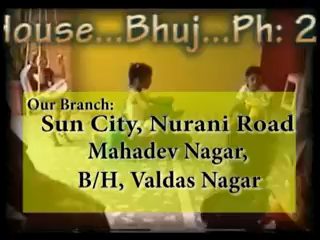 House...Bhuj...Ph: 2
Our Branch:
Sun City, Nurani Road
Mahadev Nagar,
B/H, Valdas Nagar